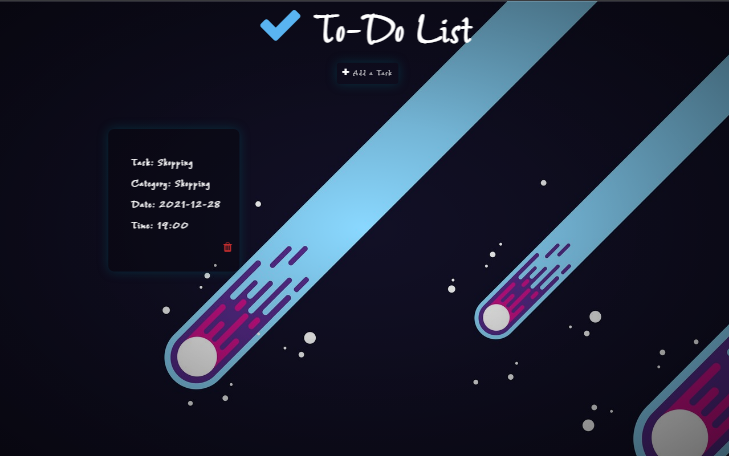 To-Do List
Add a Task
Task: Shopping
Category: Shopping
Date: 2021-12-28
Time: 19:00